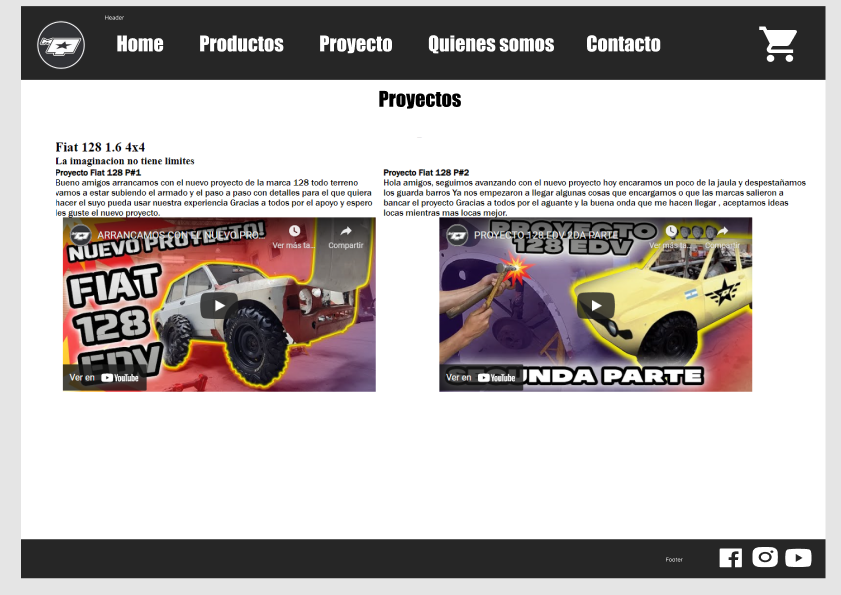 Header
Home Productos Proyecto Quienes somos Contacto
Proyectos
Fiat 128 1.6 4x4
La imaginacion no tiene limites
Proyecto Fiat 128 P#1
Bueno amigos arrancamos con el nuevo proyecto de la marca 128 todo terreno
vamos a estar subiendo el armado y el paso a paso con detalles para el que quiera
hacer el suyo pueda usar nuestra experiencia Gracias a todos por el apoyo y espero
les guste el nuevo proyecto.
ARRANCAMOS CON EL NUEVO PRO...
Ver más ta...
Compartir
NUEVO PROYECTO
FIAT
128
EDV
Ver en YouTube
Proyecto Fiat 128 P#2
Hola amigos, seguimos avanzando con el nuevo proyecto hoy encaramos un poco de la jaula y despestañamos
los guarda barros Ya nos empezaron a llegar algunas cosas que encargamos o que las marcas salieron a
bancar el proyecto Gracias a todos por el aguante y la buena onda que me hacen llegar , aceptamos ideas
locas mientras mas locas mejor.
PROYECTO 128 EDV 2DA PARTE
Ver más ta...
Compartir
PROYECTO
128 EDV
SEGUNDA PARTE
Ver en YouTube
Footer